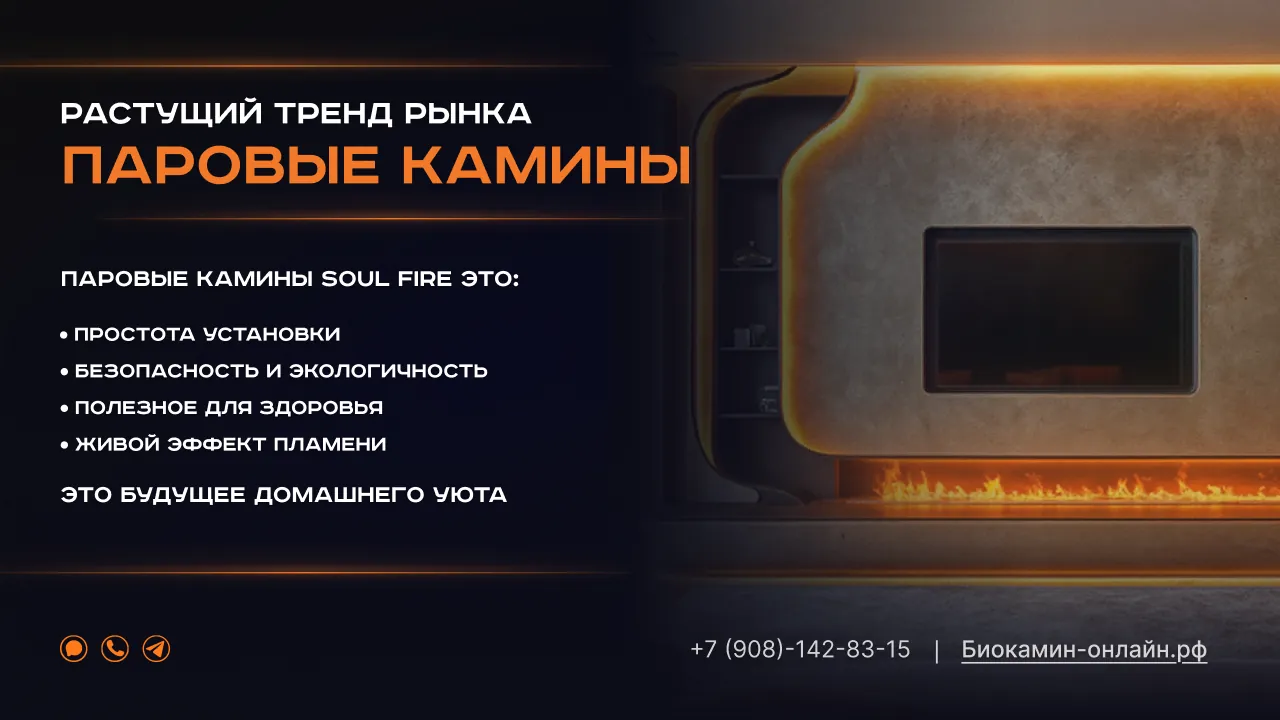 РАСТУЩИЙ ТРЕНД РЫНКА
ПАРОВЫЕ КАМИНЫ
ПАРОВЫЕ КАМИНЫ SOUL FIRE ЭТО:
• ПРОСТОТА УСТАНОВКИ
• БЕЗОПАСНОСТЬ И ЭКОЛОГИЧНОСТЬ
• ПОЛЕЗНОЕ ДЛЯ ЗДОРОВЬЯ
• ЖИВОЙ ЭФФЕКТ ПЛАМЕНИ
ЭТО БУДУЩЕЕ ДОМАШНЕГО УЮТА
+7 (908)-142-83-15 | Биокамин-онлайн.рф